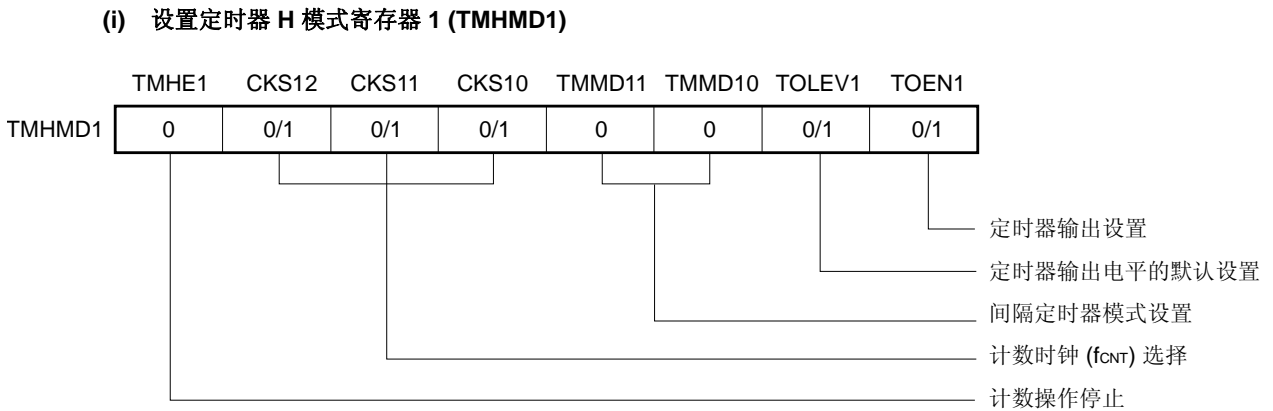 (i) 设置定时器 H 模式寄存器 1 (TMHMD1)
TMHE1 CKS12 CKS11 CKS10 TMMD11 TMMD10 TOLEV1 TOEN1
TMHMD1 0 0/1 0/1 0/1 0 0 0/1 0/1
定时器输出设置
定时器输出电平的默认设置
间隔定时器模式设置
计数时钟 (fCNT) 选择
计数操作停止